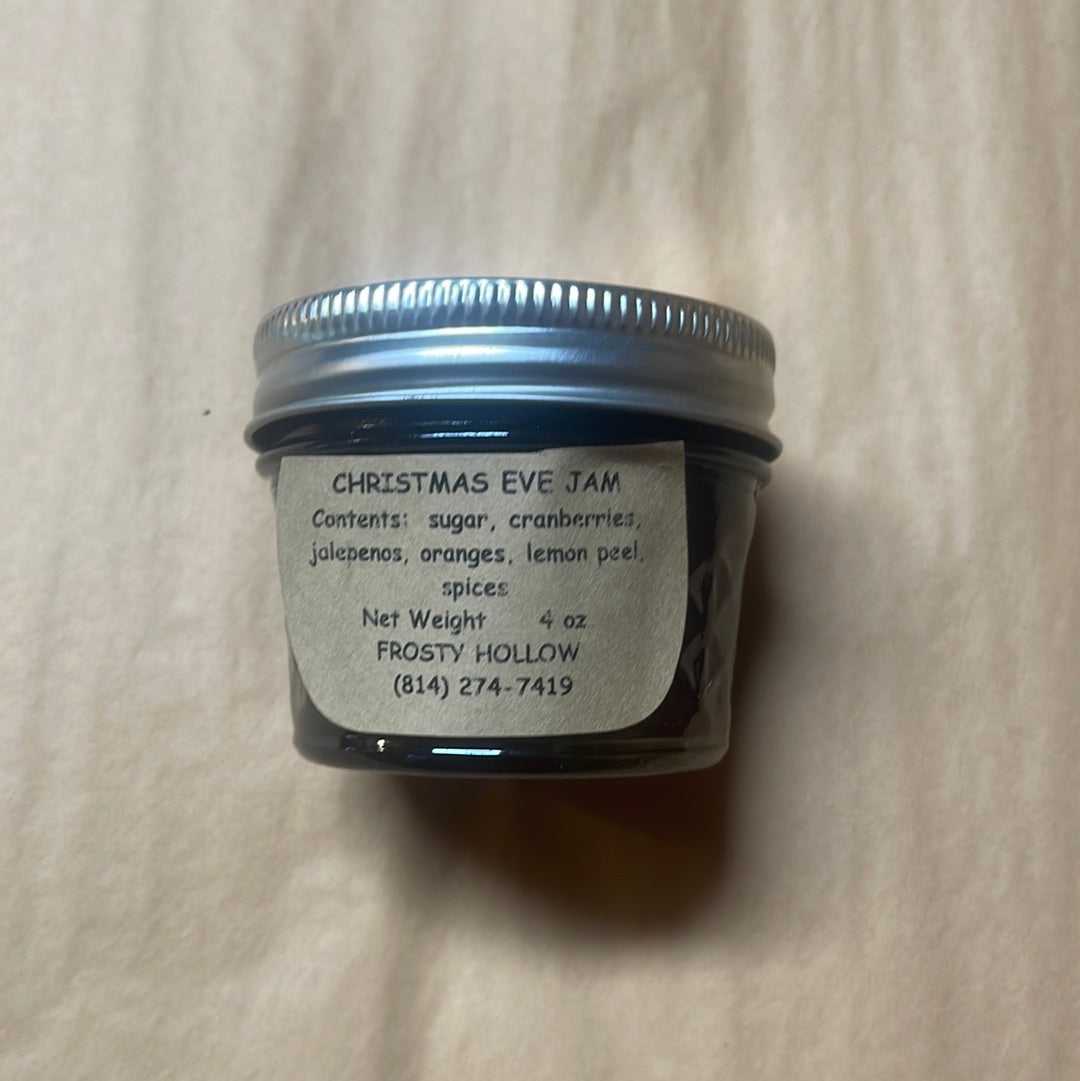 CHRISTMAS EVE JAM
Contents: sugar, cranberries,
jalepenos, oranges, lemon peel,
spices
Net Weight 4 oz
FROSTY HOLLOW
(814) 274-7419